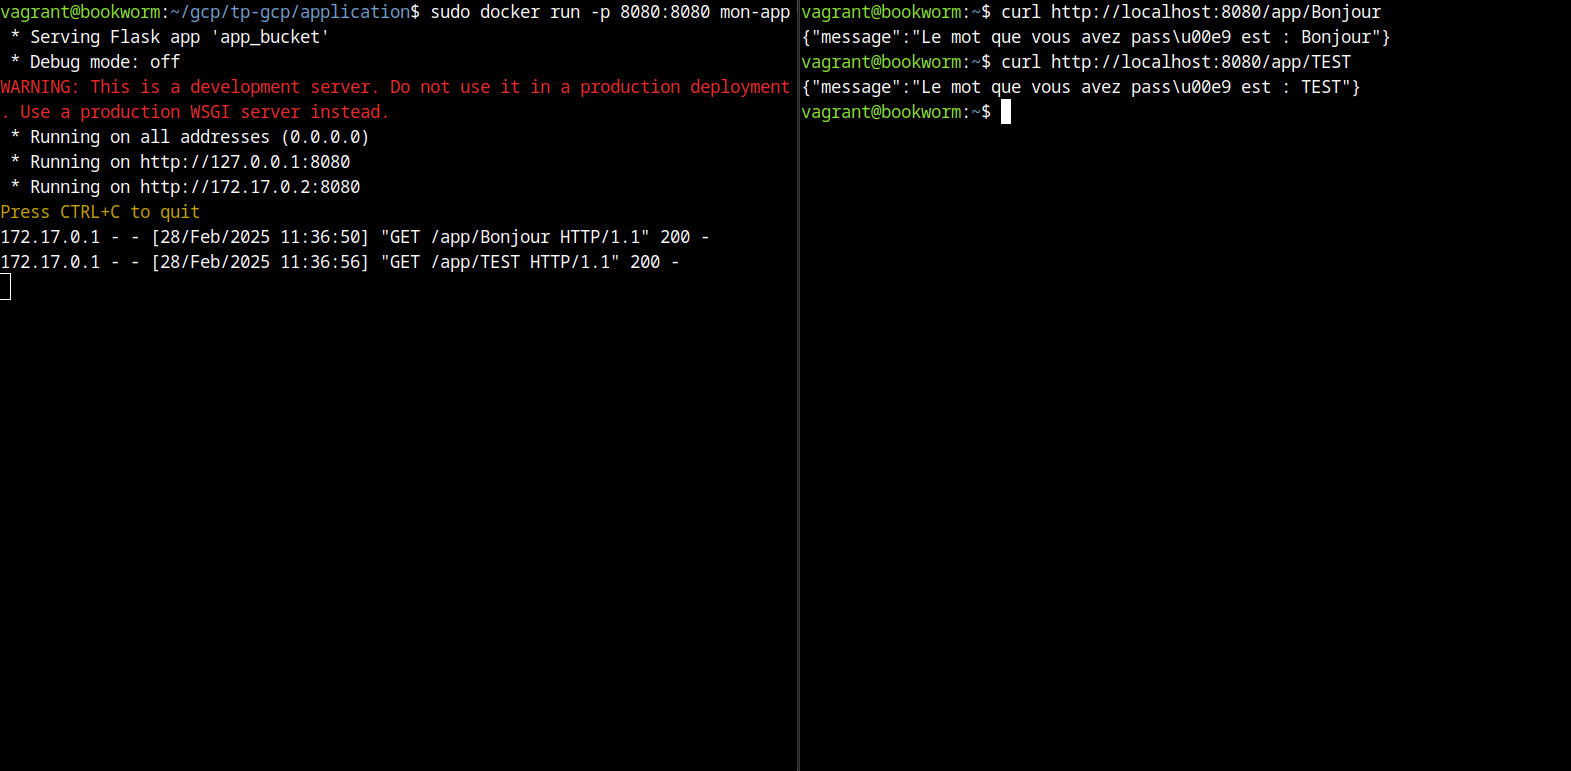 vagrant@bookworm:~/gcp/tp-gcp/application$ sudo docker run -p 8080:8080 mon-app
 * Serving Flask app 'app_bucket'
 * Debug mode: off
WARNING: This is a development server. Do not use it in a production deployment
. Use a production WSGI server instead.
 * Running on all addresses (0.0.0.0)
 * Running on http://127.0.0.1:8080
 * Running on http://172.17.0.2:8080
Press CTRL+C to quit
172.17.0.1 - - [28/Feb/2025 11:36:50] "GET /app/Bonjour HTTP/1.1" 200 -
172.17.0.1 - - [28/Feb/2025 11:36:56] "GET /app/TEST HTTP/1.1" 200 -
vagrant@bookworm:~$ curl http://localhost:8080/app/Bonjour
{"message":"Le mot que vous avez pass\u00e9 est : Bonjour"}
vagrant@bookworm:~$ curl http://localhost:8080/app/TEST
{"message":"Le mot que vous avez pass\u00e9 est : TEST"}
vagrant@bookworm:~$